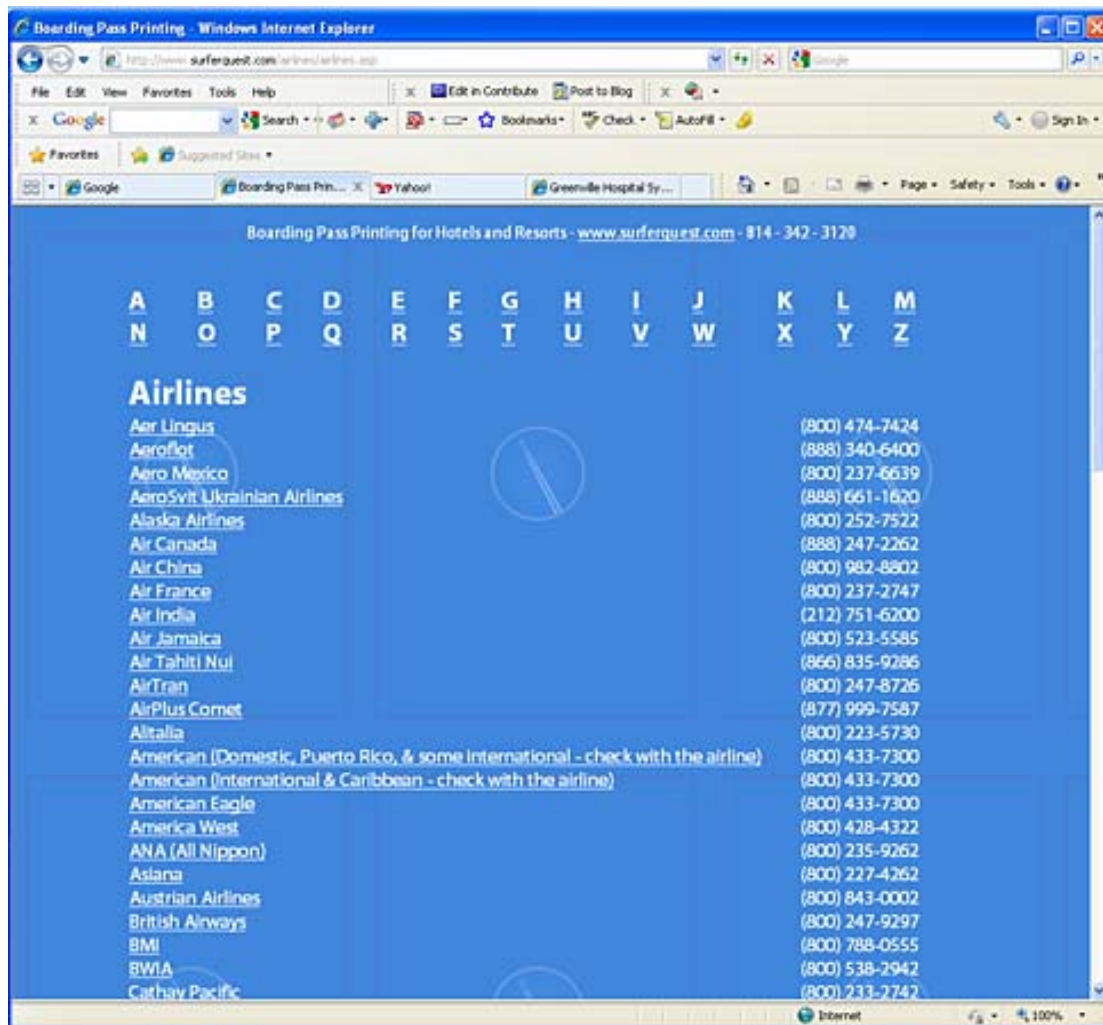 Boarding Pass Printing - Windows Internet Explorer
http://www.surferquest.com/airlines/airlines.asp Google
File Edit View Favorites Tools Help x Edit in Contribute Post to Blog x
x Google Search Bookmarks Check AutoFill Sign In
Favorites Suggested Sites
Google Boarding Pass Prin... X Yahoo! Greenville Hospital Sy... Page Safety Tools
Boarding Pass Printing for Hotels and Resorts - www.surferquest.com - 814 - 342 - 3120
A B C D E F G H I J K L M
N O P Q R S T U V W X Y Z
Airlines
Aer Lingus (800) 474-7424
Aeroflot (888) 340-6400
Aero Mexico (800) 237-6639
AeroSvit Ukrainian Airlines (888) 661-1620
Alaska Airlines (800) 252-7522
Air Canada (888) 247-2262
Air China (800) 982-8802
Air France (800) 237-2747
Air India (212) 751-6200
Air Jamaica (800) 523-5585
Air Tahiti Nui (866) 835-9286
AirTran (800) 247-8726
AirPlus Comet (877) 999-7587
Alitalia (800) 223-5730
American (Domestic, Puerto Rico, & some international - check with the airline) (800) 433-7300
American (International & Caribbean - check with the airline) (800) 433-7300
American Eagle (800) 433-7300
America West (800) 428-4322
ANA (All Nippon) (800) 235-9262
Asiana (800) 227-4262
Austrian Airlines (800) 843-0002
British Airways (800) 247-9297
BMI (800) 788-0555
BWIA (800) 538-2942
Cathay Pacific (800) 233-2742
Internet 100%